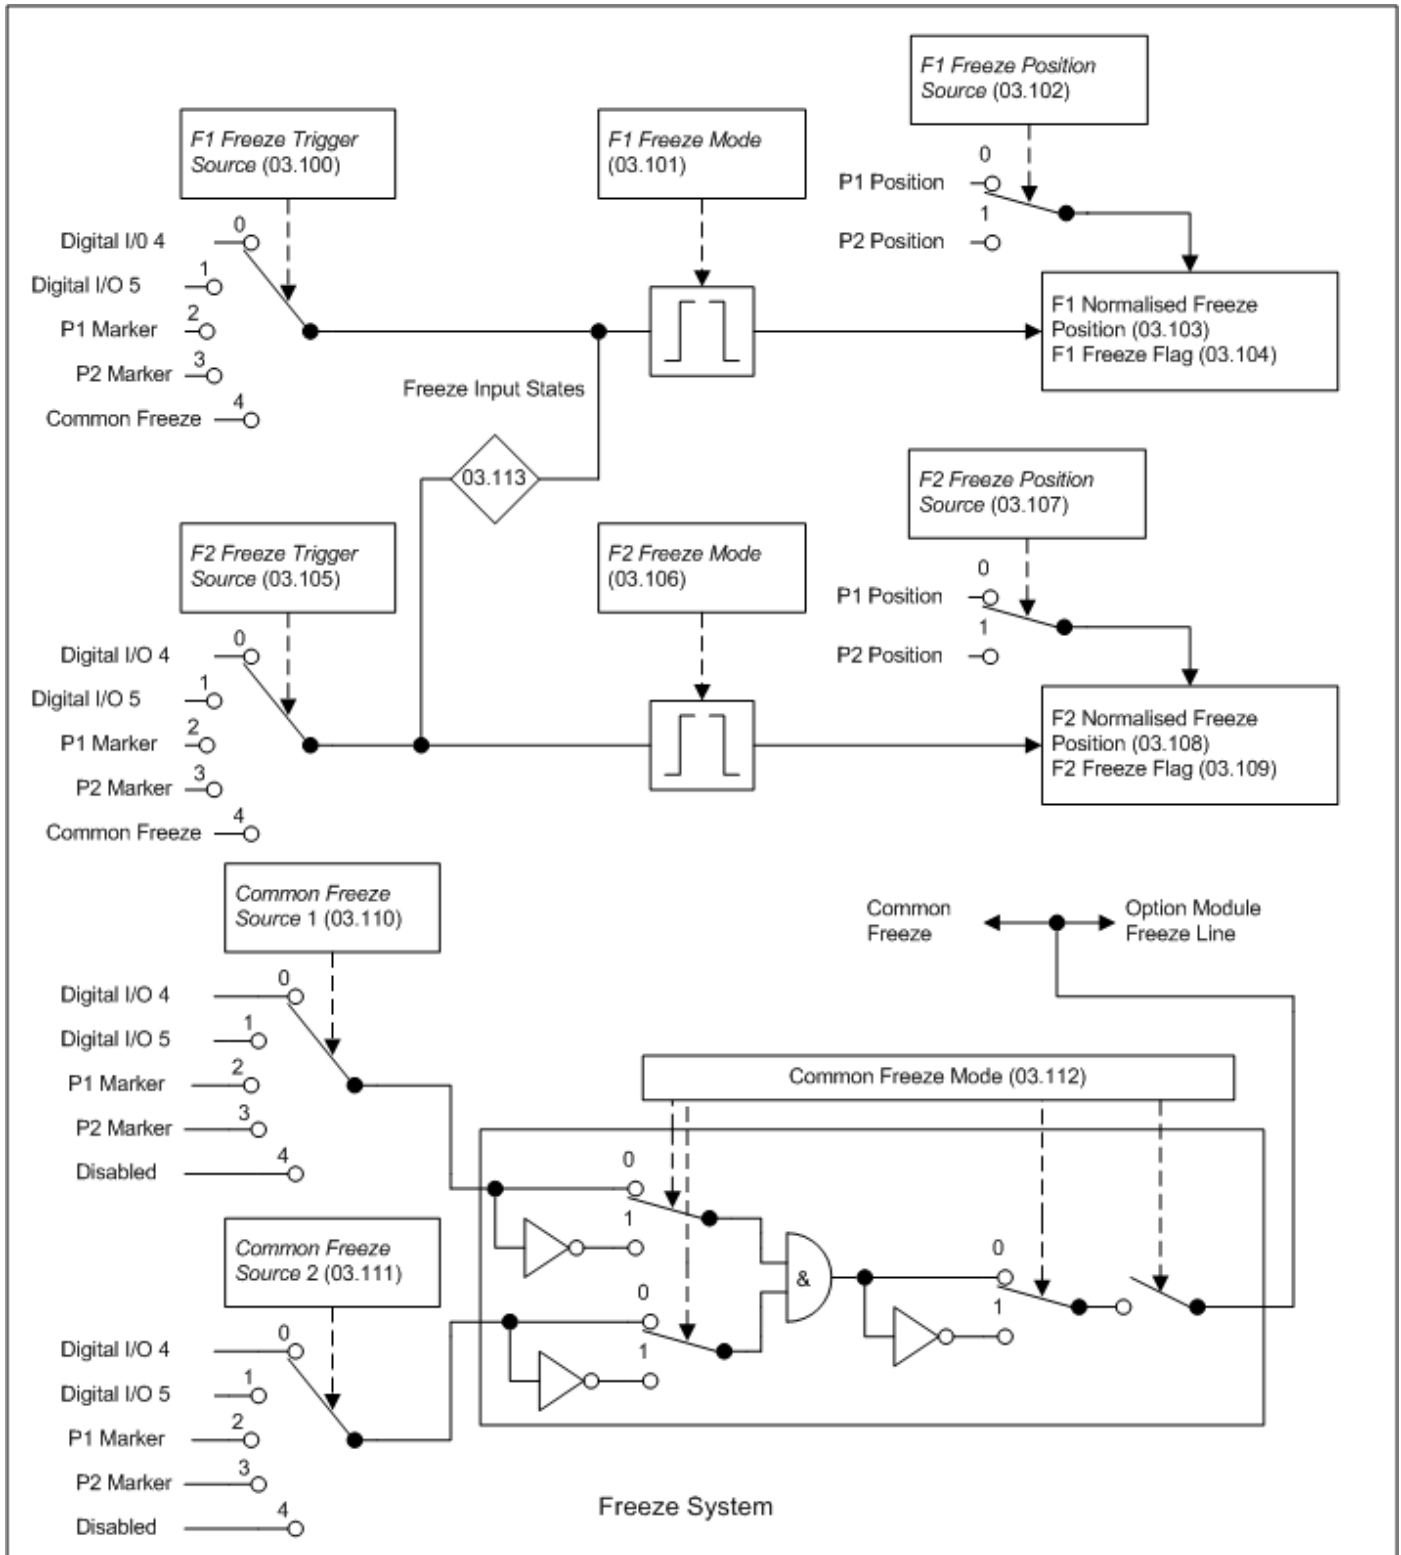 F1 Freeze Position
Source (03.102)
F1 Freeze Trigger
Source (03.100)
F1 Freeze Mode
(03.101)
0
P1 Position
1
P2 Position
0
Digital I/0 4
1
Digital I/O 5
2
P1 Marker
3
P2 Marker
4
Common Freeze
F1 Normalised Freeze
Position (03.103)
F1 Freeze Flag (03.104)
Freeze Input States
03.113
F2 Freeze Position
Source (03.107)
F2 Freeze Trigger
Source (03.105)
F2 Freeze Mode
(03.106)
0
P1 Position
1
P2 Position
0
Digital I/O 4
1
Digital I/O 5
2
P1 Marker
3
P2 Marker
4
Common Freeze
F2 Normalised Freeze
Position (03.108)
F2 Freeze Flag (03.109)
Common Freeze
Source 1 (03.110)
Common
Freeze
Option Module
Freeze Line
0
Digital I/O 4
1
Digital I/O 5
2
P1 Marker
3
P2 Marker
4
Disabled
Common Freeze Mode (03.112)
0
1
0
1
&
0
1
Common Freeze
Source 2 (03.111)
0
Digital I/O 4
1
Digital I/O 5
2
P1 Marker
3
P2 Marker
4
Disabled
Freeze System